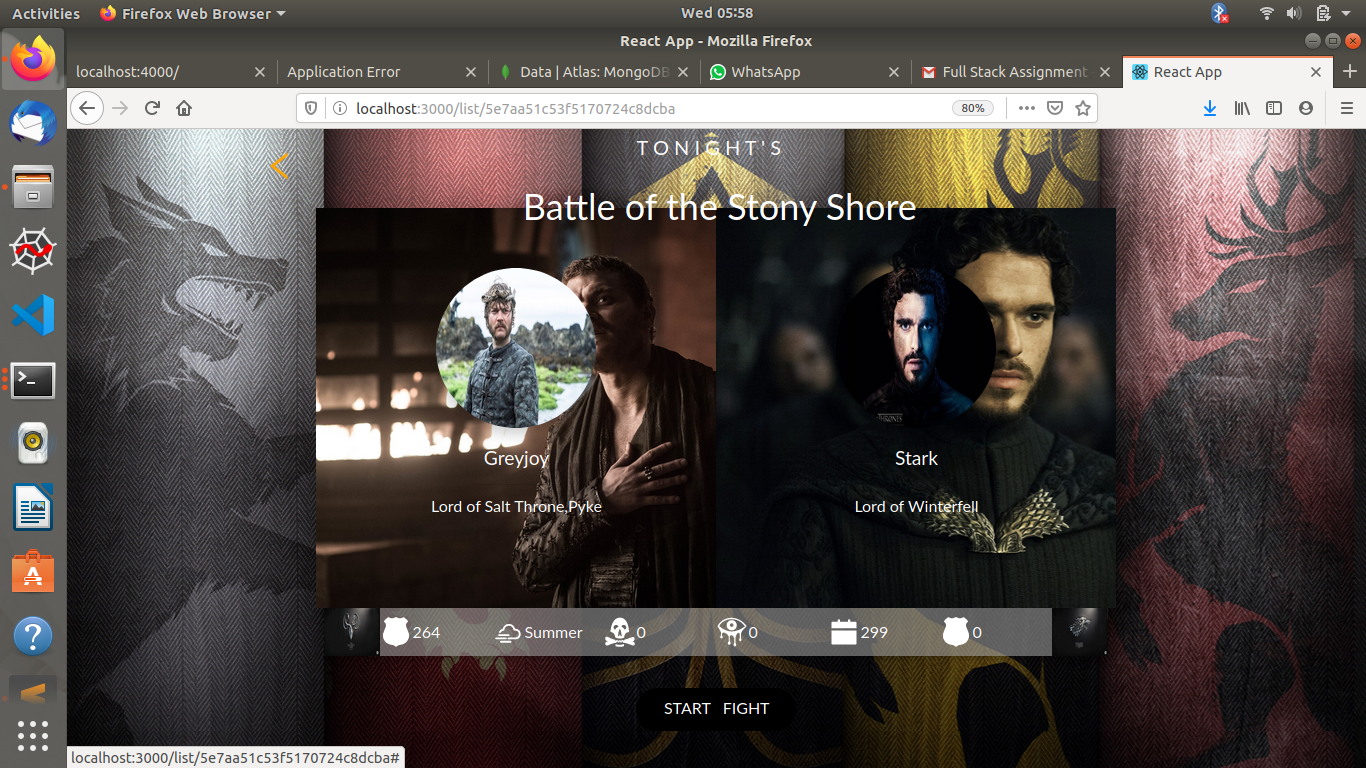 Activities Firefox Web Browser Wed 05:58
React App - Mozilla Firefox
localhost:4000/ Application Error Data | Atlas: MongoDB WhatsApp Full Stack Assignment React App
localhost:3000/list/5e7aa51c53f5170724c8dcba 80%
TONIGHT'S
Battle of the Stony Shore
Greyjoy Stark
Lord of Salt Throne,Pyke Lord of Winterfell
264 Summer 0 0 299 0
START FIGHT
localhost:3000/list/5e7aa51c53f5170724c8dcba#